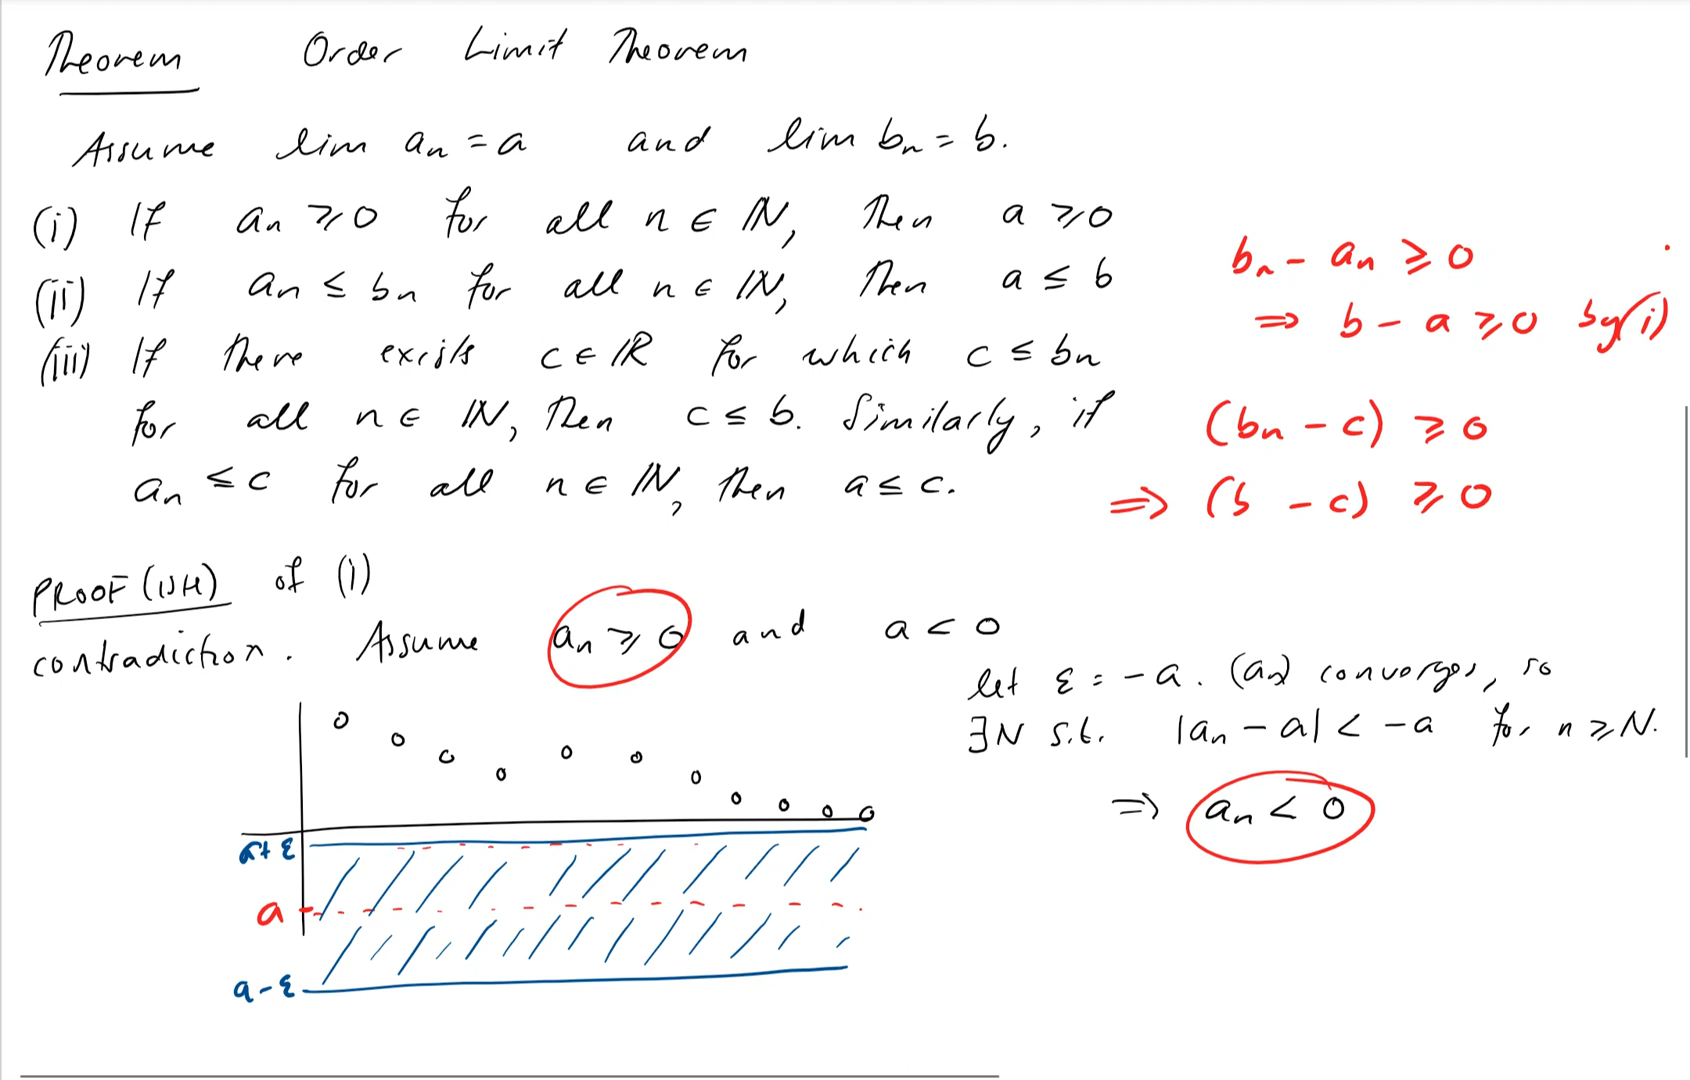 Theorem Order Limit Theorem
Assume lim an = a and lim bn = b.
(i) If an ⩾ 0 for all n ∈ ℕ, Then a ⩾ 0
(ii) If an ≤ bn for all n ∈ ℕ, Then a ≤ b
bn - an ⩾ 0
⇒ b - a ⩾ 0 by (i)
(iii) If there exists c ∈ ℝ for which c ≤ bn
for all n ∈ ℕ, Then c ≤ b. Similarly, if
an ≤ c for all n ∈ ℕ, then a ≤ c.
(bn - c) ⩾ 0
⇒ (b - c) ⩾ 0
PROOF of (i)
contradiction. Assume an ⩾ 0 and a < 0
let ε = -a. (an) converges, so
∃N s.t. |an - a| < -a for n ⩾ N.
⇒ an < 0
a+ε
a
a-ε